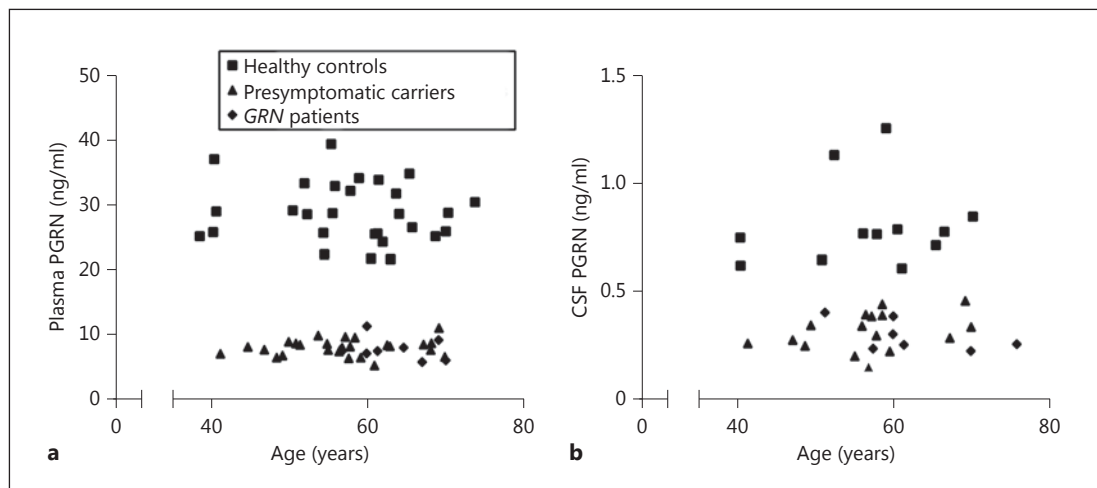 Healthy controls
Presymptomatic carriers
GRN patients
50
40
30
20
10
0
Plasma PGRN (ng/ml)
0
40
60
80
Age (years)
a
1.5
1.0
0.5
0
CSF PGRN (ng/ml)
0
40
60
80
Age (years)
b